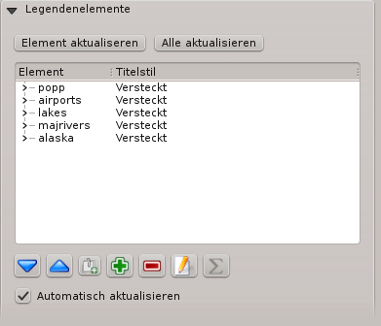 Legendenelemente
Element aktualiseren
Alle aktualisieren
Element Titelstil
popp Versteckt
airports Versteckt
lakes Versteckt
majrivers Versteckt
alaska Versteckt
Automatisch aktualisieren